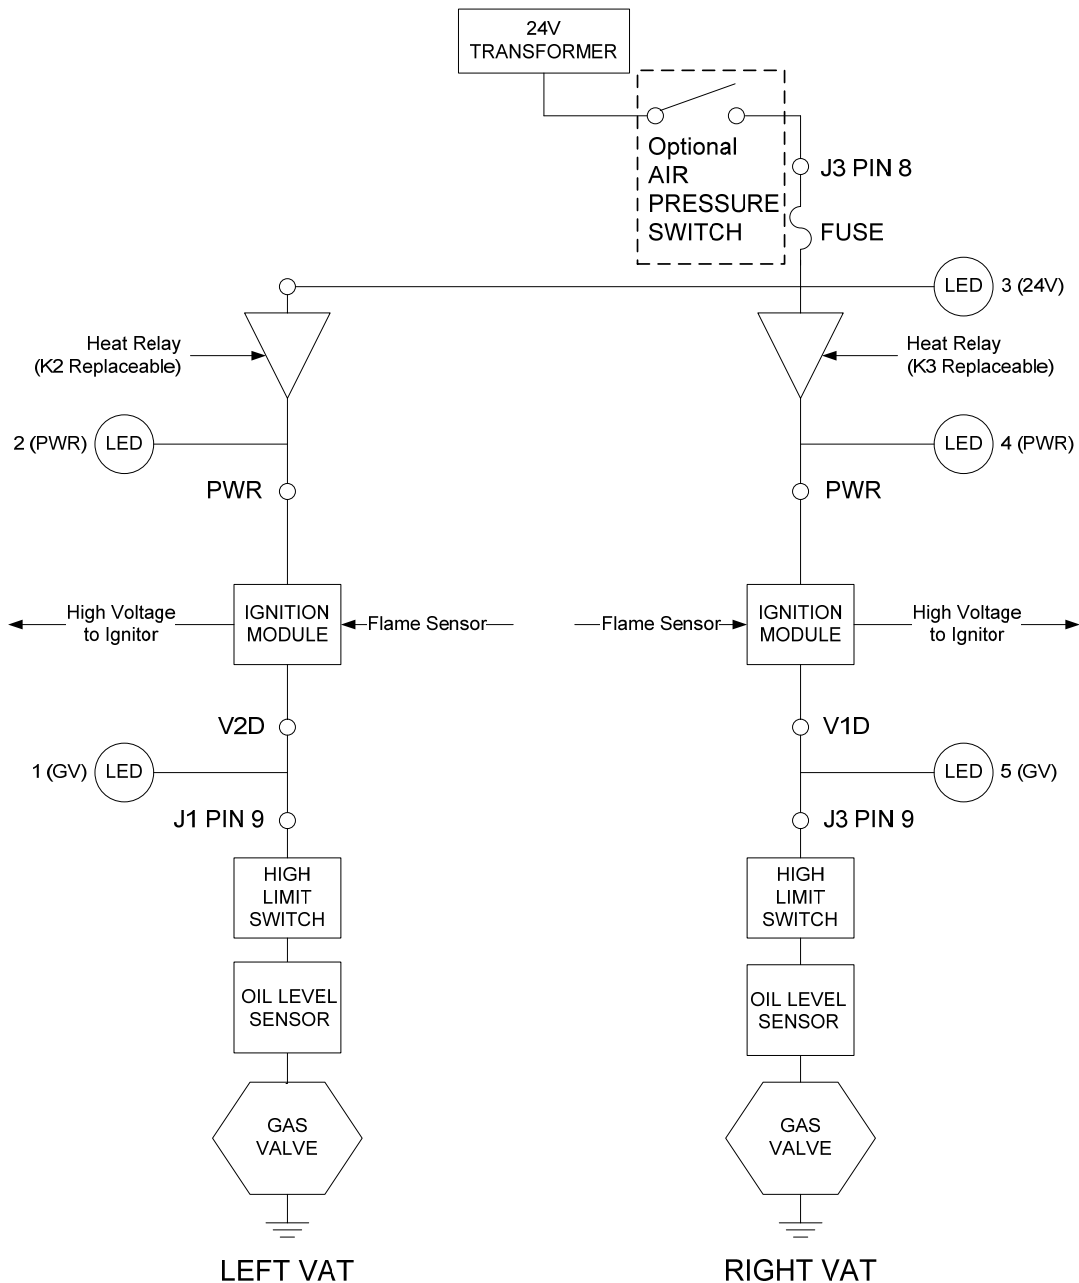 24V
TRANSFORMER
Optional
AIR
PRESSURE
SWITCH
J3 PIN 8
FUSE
LED
3 (24V)
Heat Relay
(K2 Replaceable)
Heat Relay
(K3 Replaceable)
2 (PWR)
LED
LED
4 (PWR)
PWR
PWR
High Voltage
to Ignitor
IGNITION
MODULE
Flame Sensor
Flame Sensor
IGNITION
MODULE
High Voltage
to Ignitor
V2D
V1D
1 (GV)
LED
LED
5 (GV)
J1 PIN 9
J3 PIN 9
HIGH
LIMIT
SWITCH
HIGH
LIMIT
SWITCH
OIL LEVEL
SENSOR
OIL LEVEL
SENSOR
GAS
VALVE
GAS
VALVE
LEFT VAT
RIGHT VAT